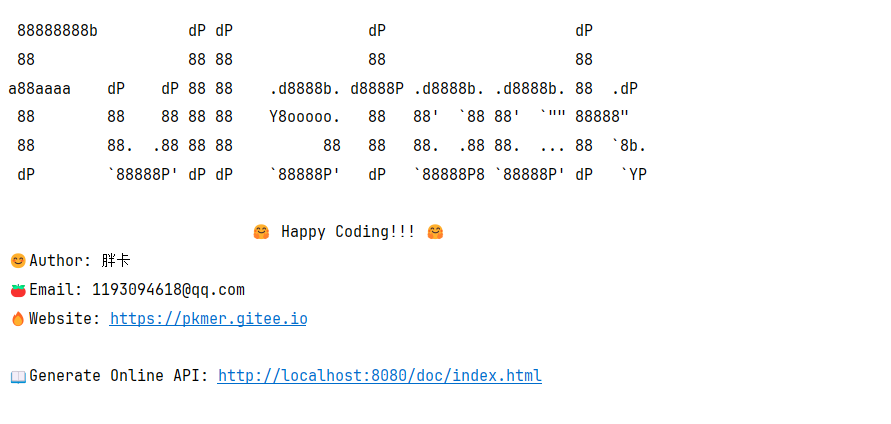 88888888b          dP dP               dP                     dP
 88                 88 88               88                     88
a88aaaa    dP    dP 88 88    .d8888b. d8888P .d8888b. .d8888b. 88  .dP
 88        88    88 88 88    Y8ooooo.   88   88'  `88 88'  `"" 88888"
 88        88.  .88 88 88          88   88   88.  .88 88.  ... 88  `8b.
 dP        `88888P' dP dP    `88888P'   dP   `88888P8 `88888P' dP   `YP
🤗 Happy Coding!!! 🤗
😊Author: 胖卡
🍅Email: 1193094618@qq.com
🔥Website: https://pkmer.gitee.io
📖Generate Online API: http://localhost:8080/doc/index.html